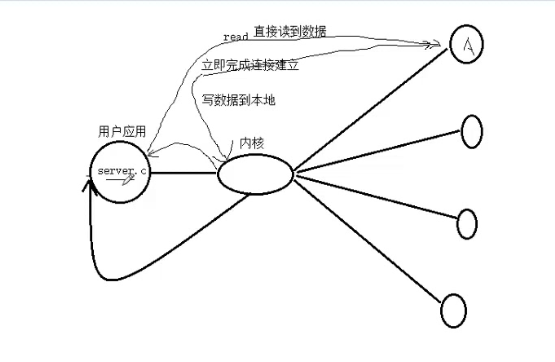 read 直接读到数据
A
立即完成连接建立
写数据到本地
用户应用
内核
server.c